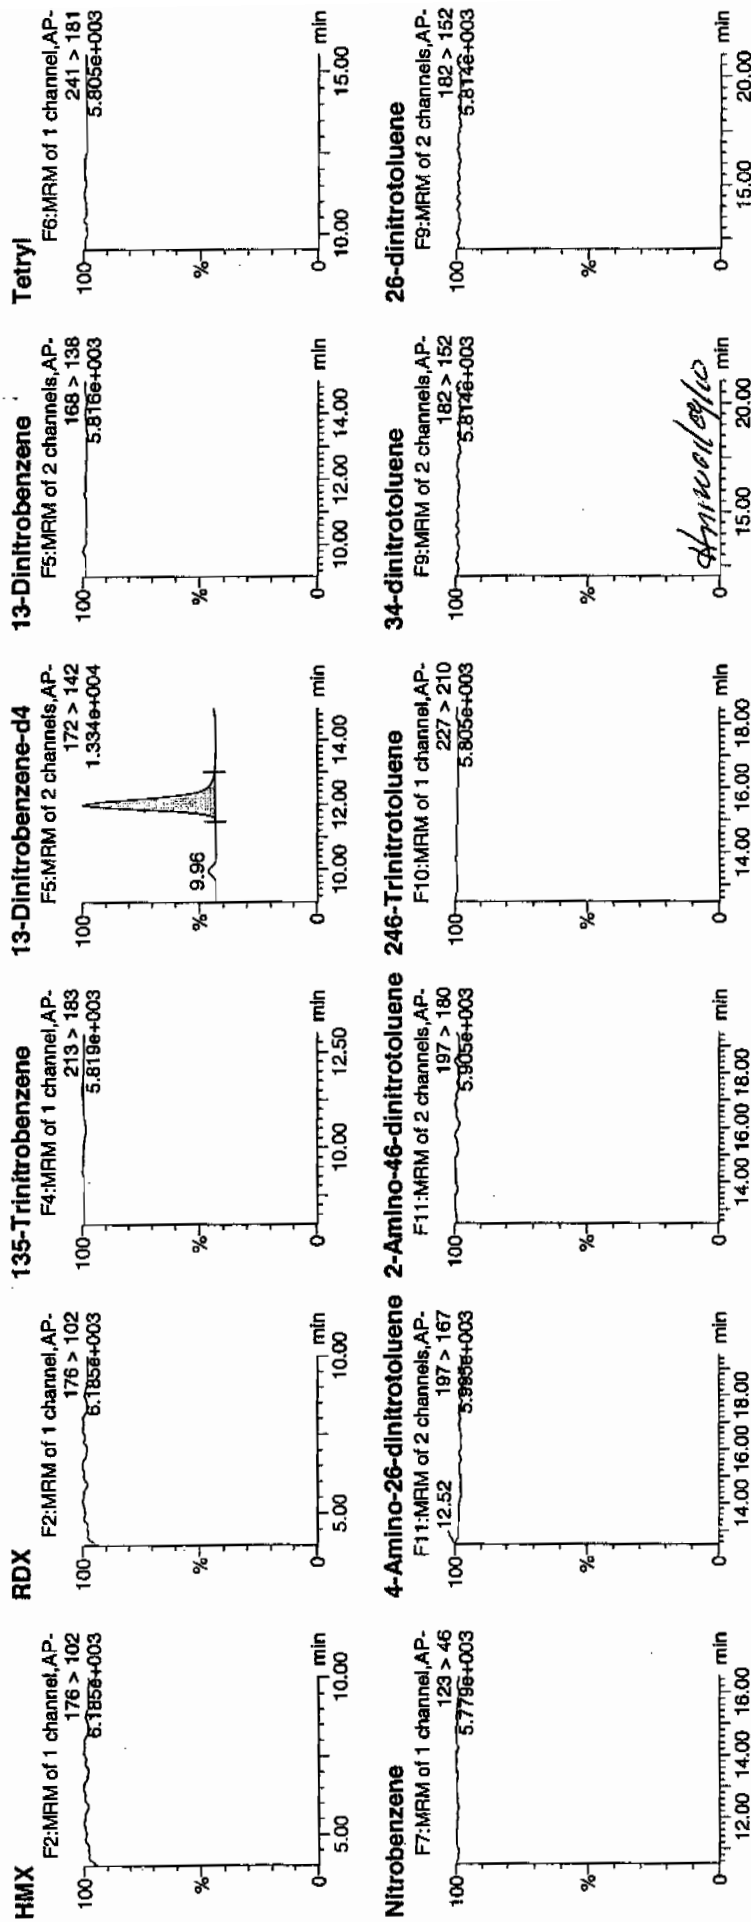 HMX
F2:MRM of 1 channel,AP-
176 > 102
6.185e+003
100
%
0
5.00
10.00
min
RDX
F2:MRM of 1 channel,AP-
176 > 102
6.185e+003
100
%
0
5.00
10.00
min
135-Trinitrobenzene
F4:MRM of 1 channel,AP-
213 > 183
5.819e+003
100
%
0
10.00
12.50
min
13-Dinitrobenzene-d4
F5:MRM of 2 channels,AP-
172 > 142
1.334e+004
100
9.96
%
0
10.00
12.00
14.00
min
13-Dinitrobenzene
F5:MRM of 2 channels,AP-
168 > 138
5.816e+003
100
%
0
10.00
12.00
14.00
min
Tetryl
F6:MRM of 1 channel,AP-
241 > 181
5.805e+003
100
%
0
10.00
15.00
min
Nitrobenzene
F7:MRM of 1 channel,AP-
123 > 46
5.779e+003
100
%
0
12.00
14.00
16.00
min
4-Amino-26-dinitrotoluene
F11:MRM of 2 channels,AP-
197 > 167
5.995e+003
100
12.52
%
0
14.00
16.00
18.00
min
2-Amino-46-dinitrotoluene
F11:MRM of 2 channels,AP-
197 > 180
5.905e+003
100
%
0
14.00
16.00
18.00
min
246-Trinitrotoluene
F10:MRM of 1 channel,AP-
227 > 210
5.805e+003
100
%
0
14.00
16.00
18.00
min
34-dinitrotoluene
F9:MRM of 2 channels,AP-
182 > 152
5.814e+003
100
%
0
15.00
20.00
min
26-dinitrotoluene
F9:MRM of 2 channels,AP-
182 > 152
5.814e+003
100
%
0
15.00
20.00
min